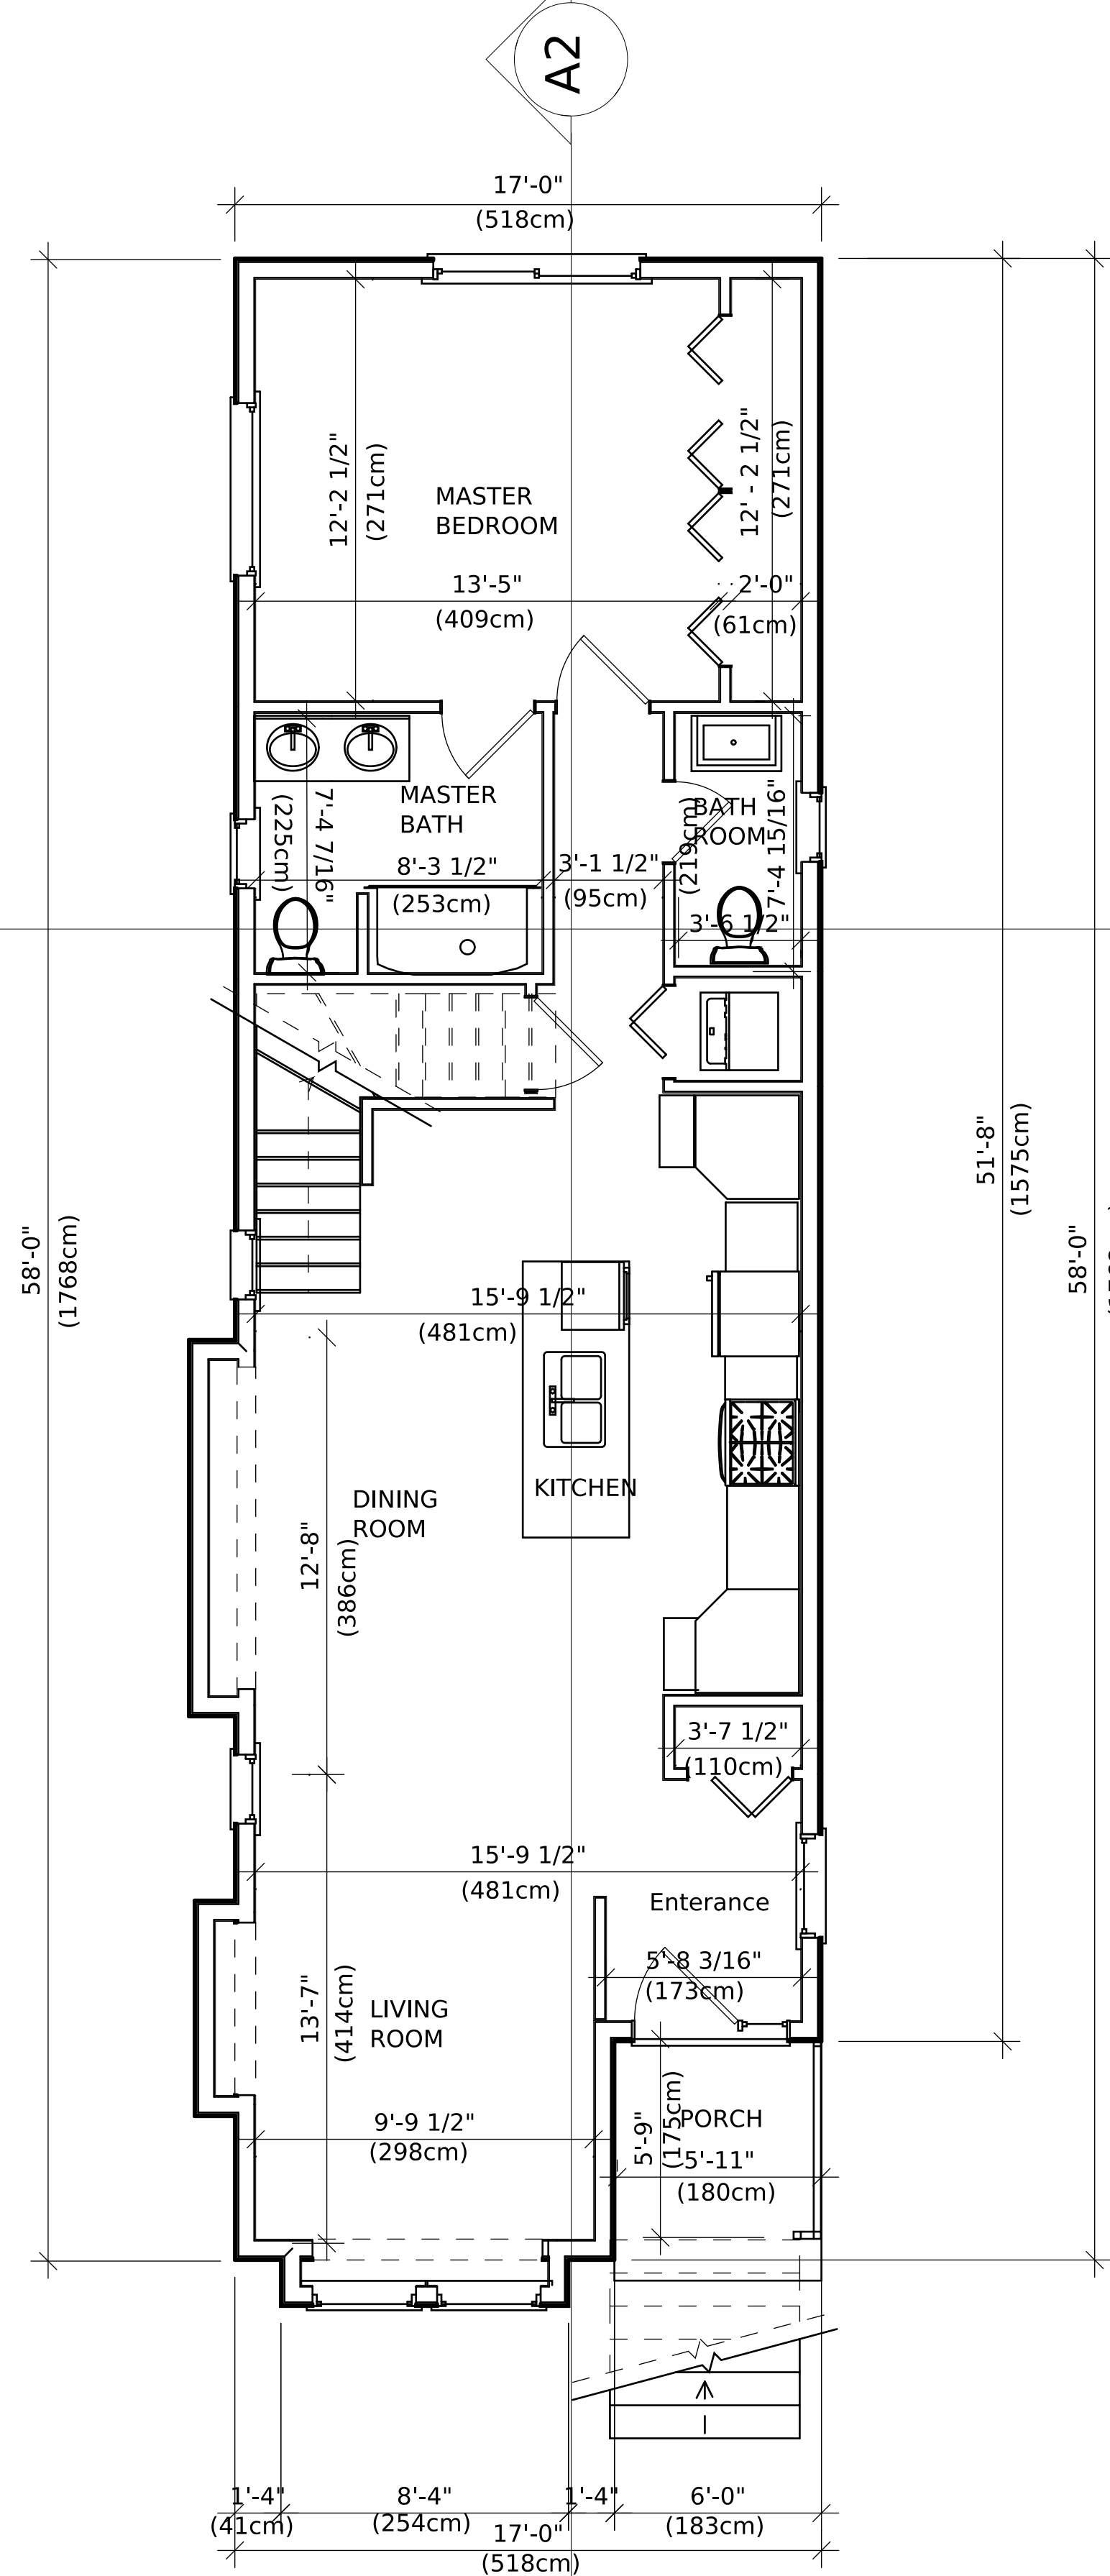 A2
17'-0"
(518cm)
12'-2 1/2"
(271cm)
12' - 2 1/2"
(271cm)
MASTER
BEDROOM
13'-5"
(409cm)
2'-0"
(61cm)
MASTER
BATH
7'-4 7/16"
(225cm)
BATH
ROOM
(219cm)
7'-4 15/16"
8'-3 1/2"
(253cm)
3'-1 1/2"
(95cm)
3'-6 1/2"
51'-8"
(1575cm)
58'-0"
(1768cm)
58'-0"
15'-9 1/2"
(481cm)
KITCHEN
DINING
ROOM
12'-8"
(386cm)
3'-7 1/2"
(110cm)
15'-9 1/2"
(481cm)
Enterance
5'-8 3/16"
(173cm)
13'-7"
(414cm)
LIVING
ROOM
PORCH
5'-9"
(175cm)
9'-9 1/2"
(298cm)
5'-11"
(180cm)
1'-4"
(41cm)
8'-4"
(254cm)
1'-4"
6'-0"
(183cm)
17'-0"
(518cm)